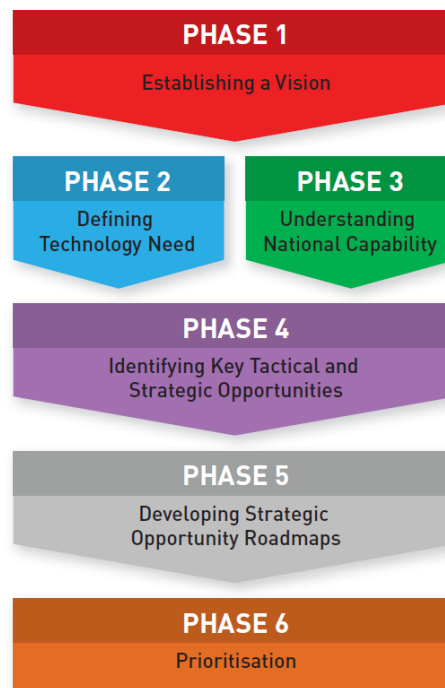 PHASE 1
Establishing a Vision
PHASE 2
Defining
Technology Need
PHASE 3
Understanding
National Capability
PHASE 4
Identifying Key Tactical and
Strategic Opportunities
PHASE 5
Developing Strategic
Opportunity Roadmaps
PHASE 6
Prioritisation